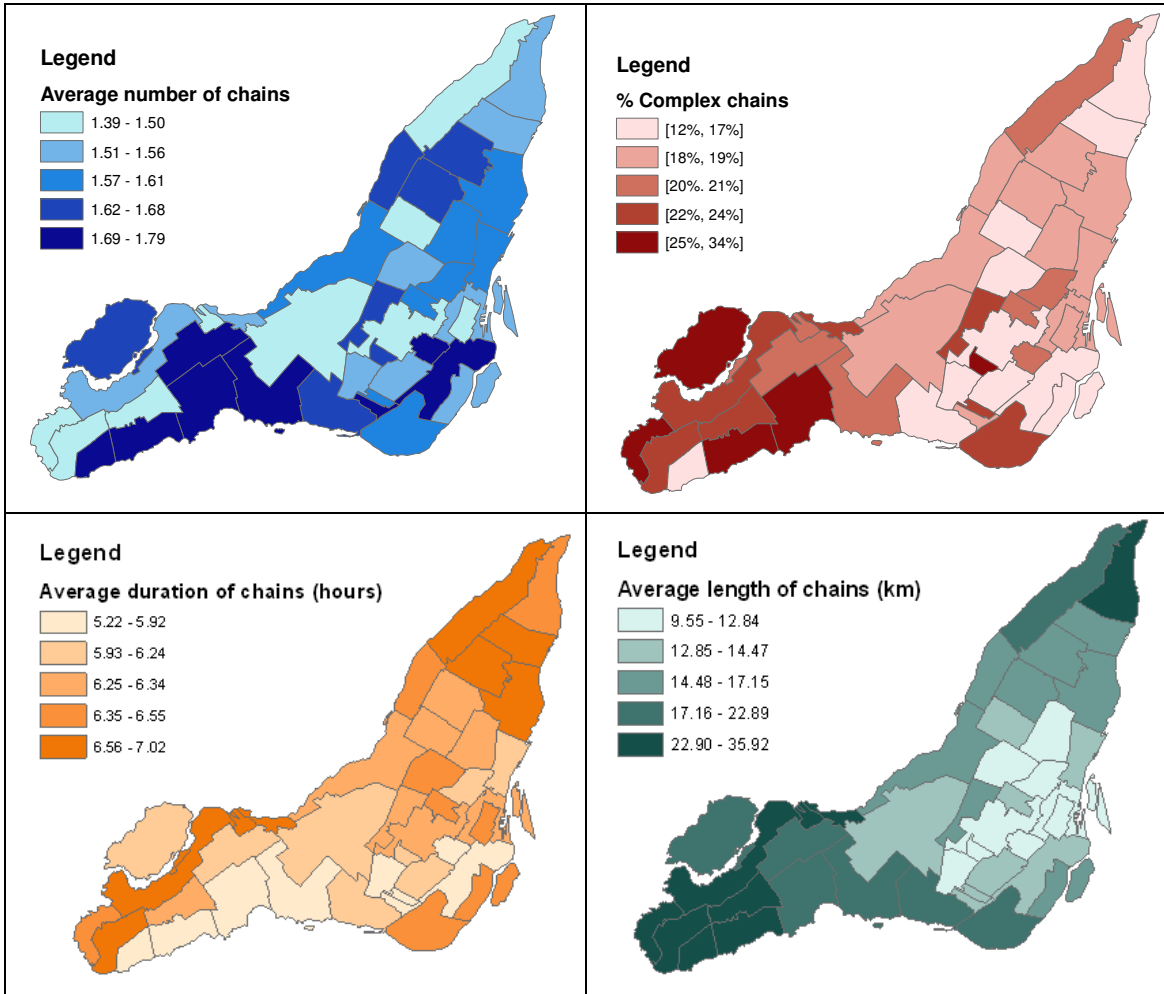 Legend
Average number of chains
1.39 - 1.50
1.51 - 1.56
1.57 - 1.61
1.62 - 1.68
1.69 - 1.79
Legend
% Complex chains
[12%, 17%]
[18%, 19%]
[20%. 21%]
[22%, 24%]
[25%, 34%]
Legend
Average duration of chains (hours)
5.22 - 5.92
5.93 - 6.24
6.25 - 6.34
6.35 - 6.55
6.56 - 7.02
Legend
Average length of chains (km)
9.55 - 12.84
12.85 - 14.47
14.48 - 17.15
17.16 - 22.89
22.90 - 35.92